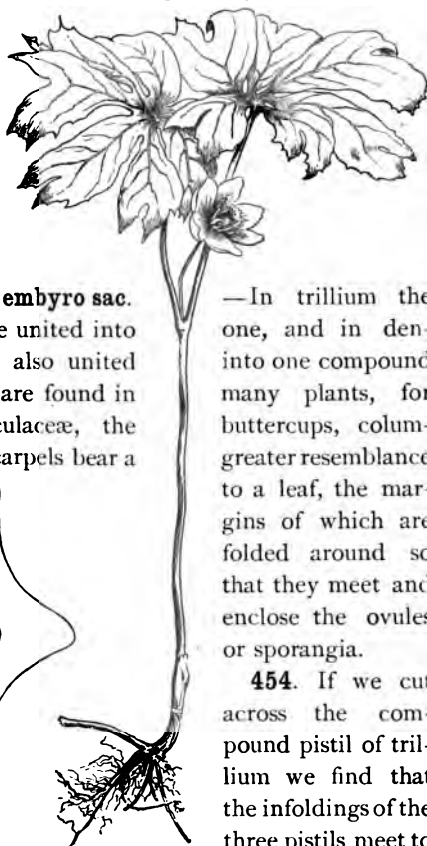 embyro sac. —In trillium the
e united into one, and in den-
also united into one compound
are found in many plants, for
culaceæ, the buttercups, colum-
carpels bear a greater resemblance
to a leaf, the mar-
gins of which are
folded around so
that they meet and
enclose the ovules
or sporangia.
454. If we cut
across the com-
pound pistil of tril-
lium we find that
the infoldings of the
three pistils meet to